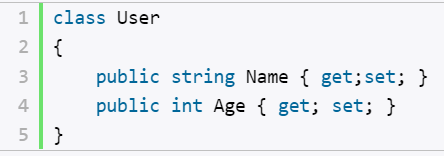 1 class User
2 {
3     public string Name { get;set; }
4     public int Age { get; set; }
5 }